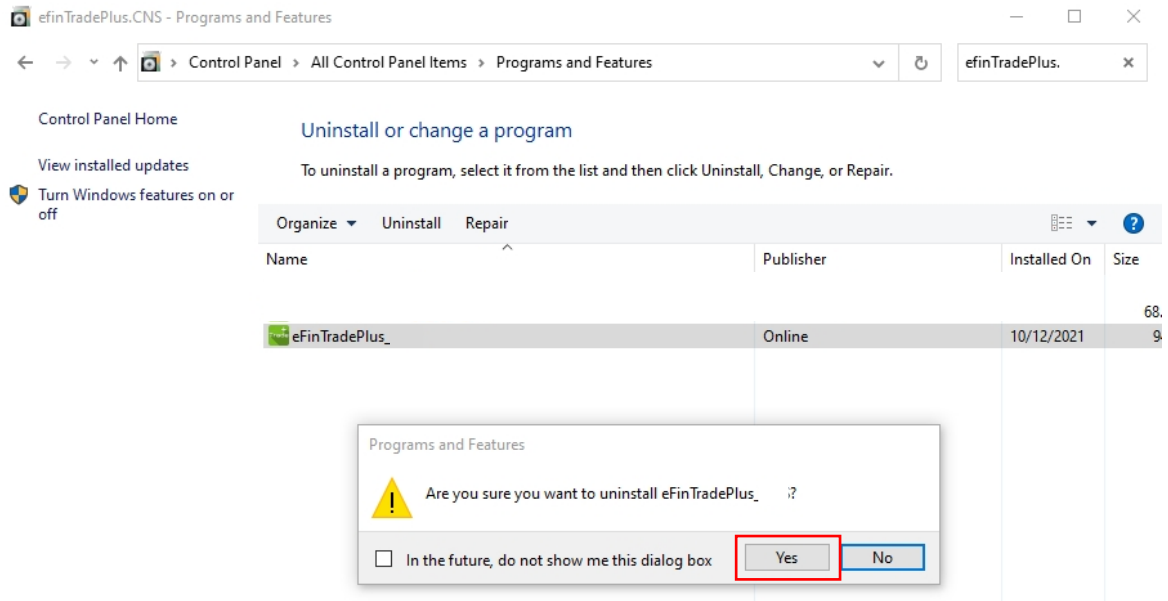 efinTradePlus.CNS - Programs and Features
Control Panel > All Control Panel Items > Programs and Features
efinTradePlus.
Control Panel Home
View installed updates
Turn Windows features on or
off
Uninstall or change a program
To uninstall a program, select it from the list and then click Uninstall, Change, or Repair.
Organize Uninstall Repair
Name Publisher Installed On Size
68.
eFinTradePlus_ Online 10/12/2021 94
Programs and Features
Are you sure you want to uninstall eFinTradePlus_ ?
In the future, do not show me this dialog box
Yes No